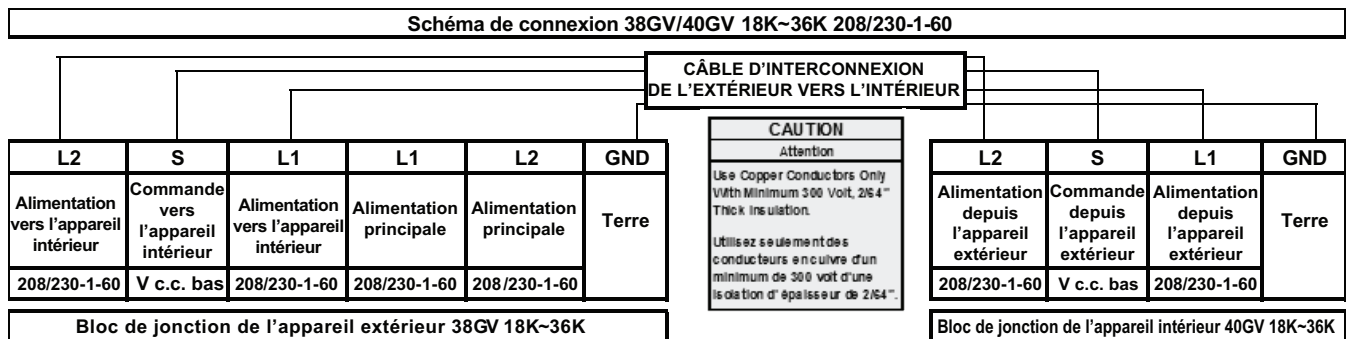 Schéma de connexion 38GV/40GV 18K~36K 208/230-1-60
CÂBLE D'INTERCONNEXION
DE L'EXTÉRIEUR VERS L'INTÉRIEUR
L2 S L1 L1 L2 GND
Alimentation vers l'appareil intérieur
Commande vers l'appareil intérieur
Alimentation vers l'appareil intérieur
Alimentation principale
Alimentation principale
Terre
208/230-1-60 V c.c. bas 208/230-1-60 208/230-1-60 208/230-1-60
Bloc de jonction de l'appareil extérieur 38GV 18K~36K
CAUTION
Attention
Use Copper Conductors Only
With Minimum 300 Volt, 2/64"
Thick Insulation.
Utilisez seulement des
conducteurs en cuivre d'un
minimum de 300 volt d'une
isolation d'épaisseur de 2/64".
L2 S L1 GND
Alimentation depuis l'appareil extérieur
Commande depuis l'appareil extérieur
Alimentation depuis l'appareil extérieur
Terre
208/230-1-60 V c.c. bas 208/230-1-60
Bloc de jonction de l'appareil intérieur 40GV 18K~36K